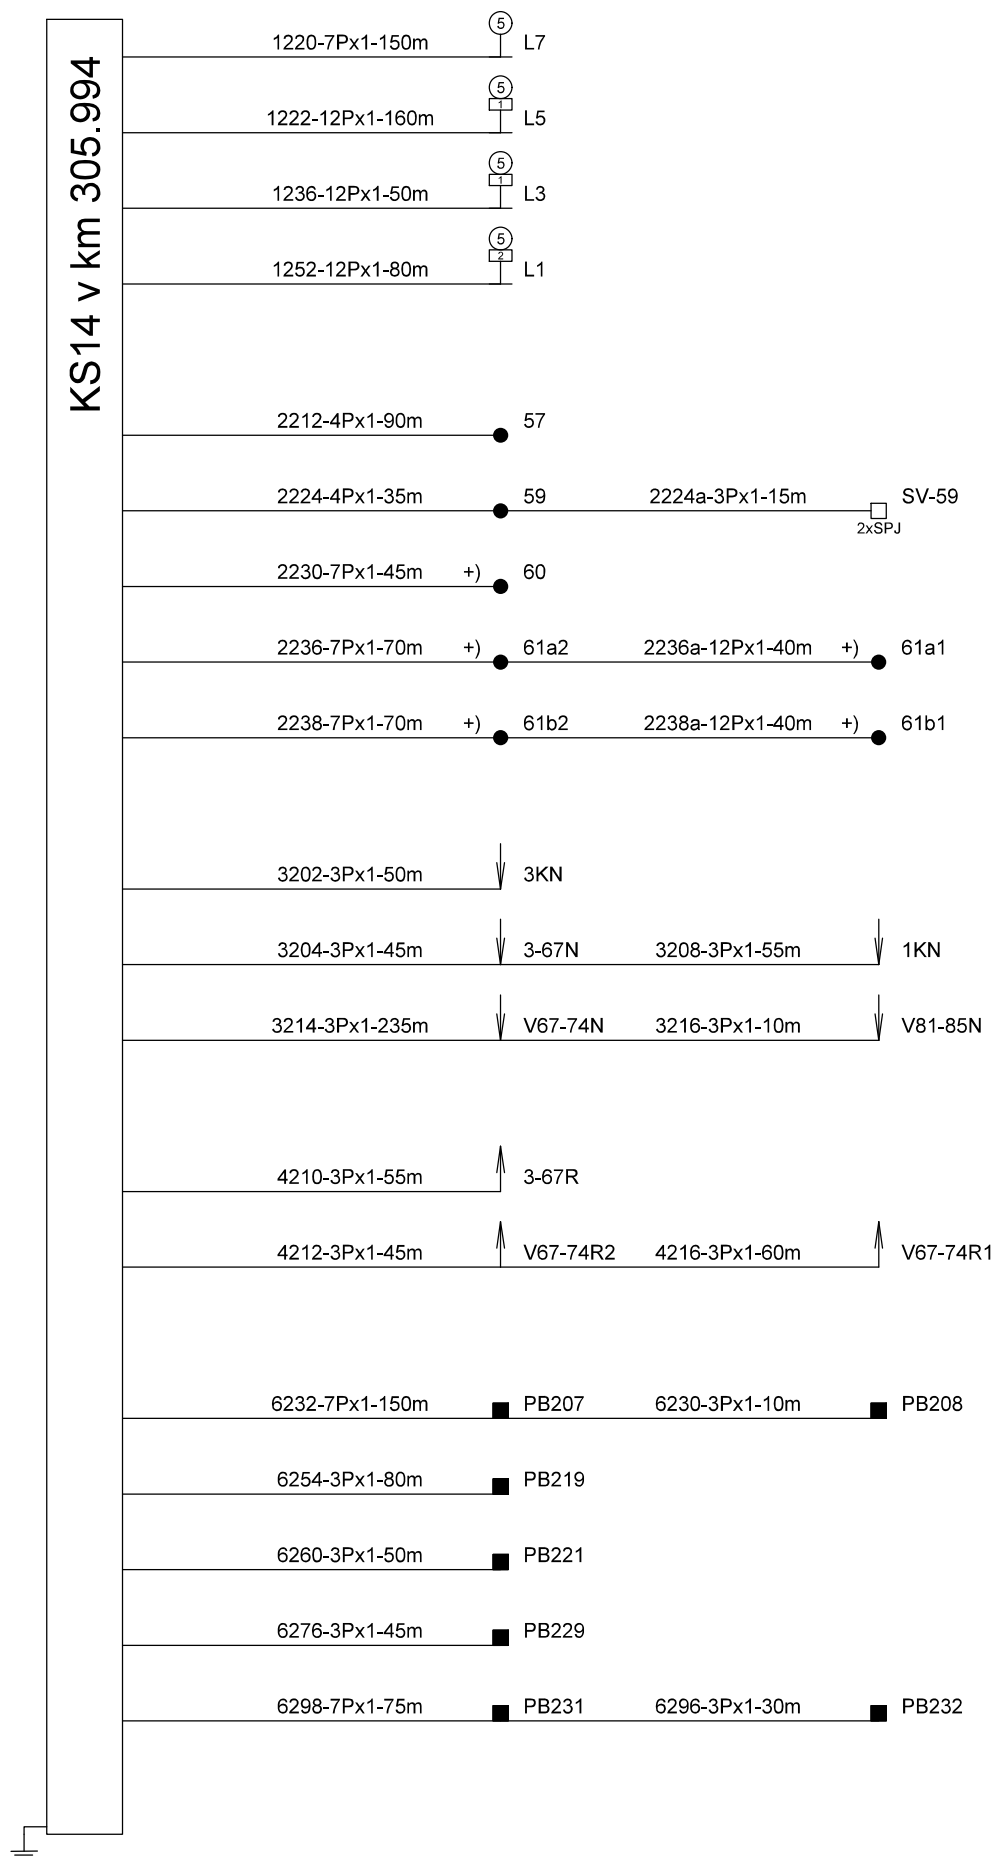 KS14 v km 305.994
5
1220-7Px1-150m L7
5
1
1222-12Px1-160m L5
5
1
1236-12Px1-50m L3
5
2
1252-12Px1-80m L1
2212-4Px1-90m 57
2224-4Px1-35m 59 2224a-3Px1-15m SV-59
2xSPJ
2230-7Px1-45m +) 60
2236-7Px1-70m +) 61a2 2236a-12Px1-40m +) 61a1
2238-7Px1-70m +) 61b2 2238a-12Px1-40m +) 61b1
3202-3Px1-50m 3KN
3204-3Px1-45m 3-67N 3208-3Px1-55m 1KN
3214-3Px1-235m V67-74N 3216-3Px1-10m V81-85N
4210-3Px1-55m 3-67R
4212-3Px1-45m V67-74R2 4216-3Px1-60m V67-74R1
6232-7Px1-150m PB207 6230-3Px1-10m PB208
6254-3Px1-80m PB219
6260-3Px1-50m PB221
6276-3Px1-45m PB229
6298-7Px1-75m PB231 6296-3Px1-30m PB232